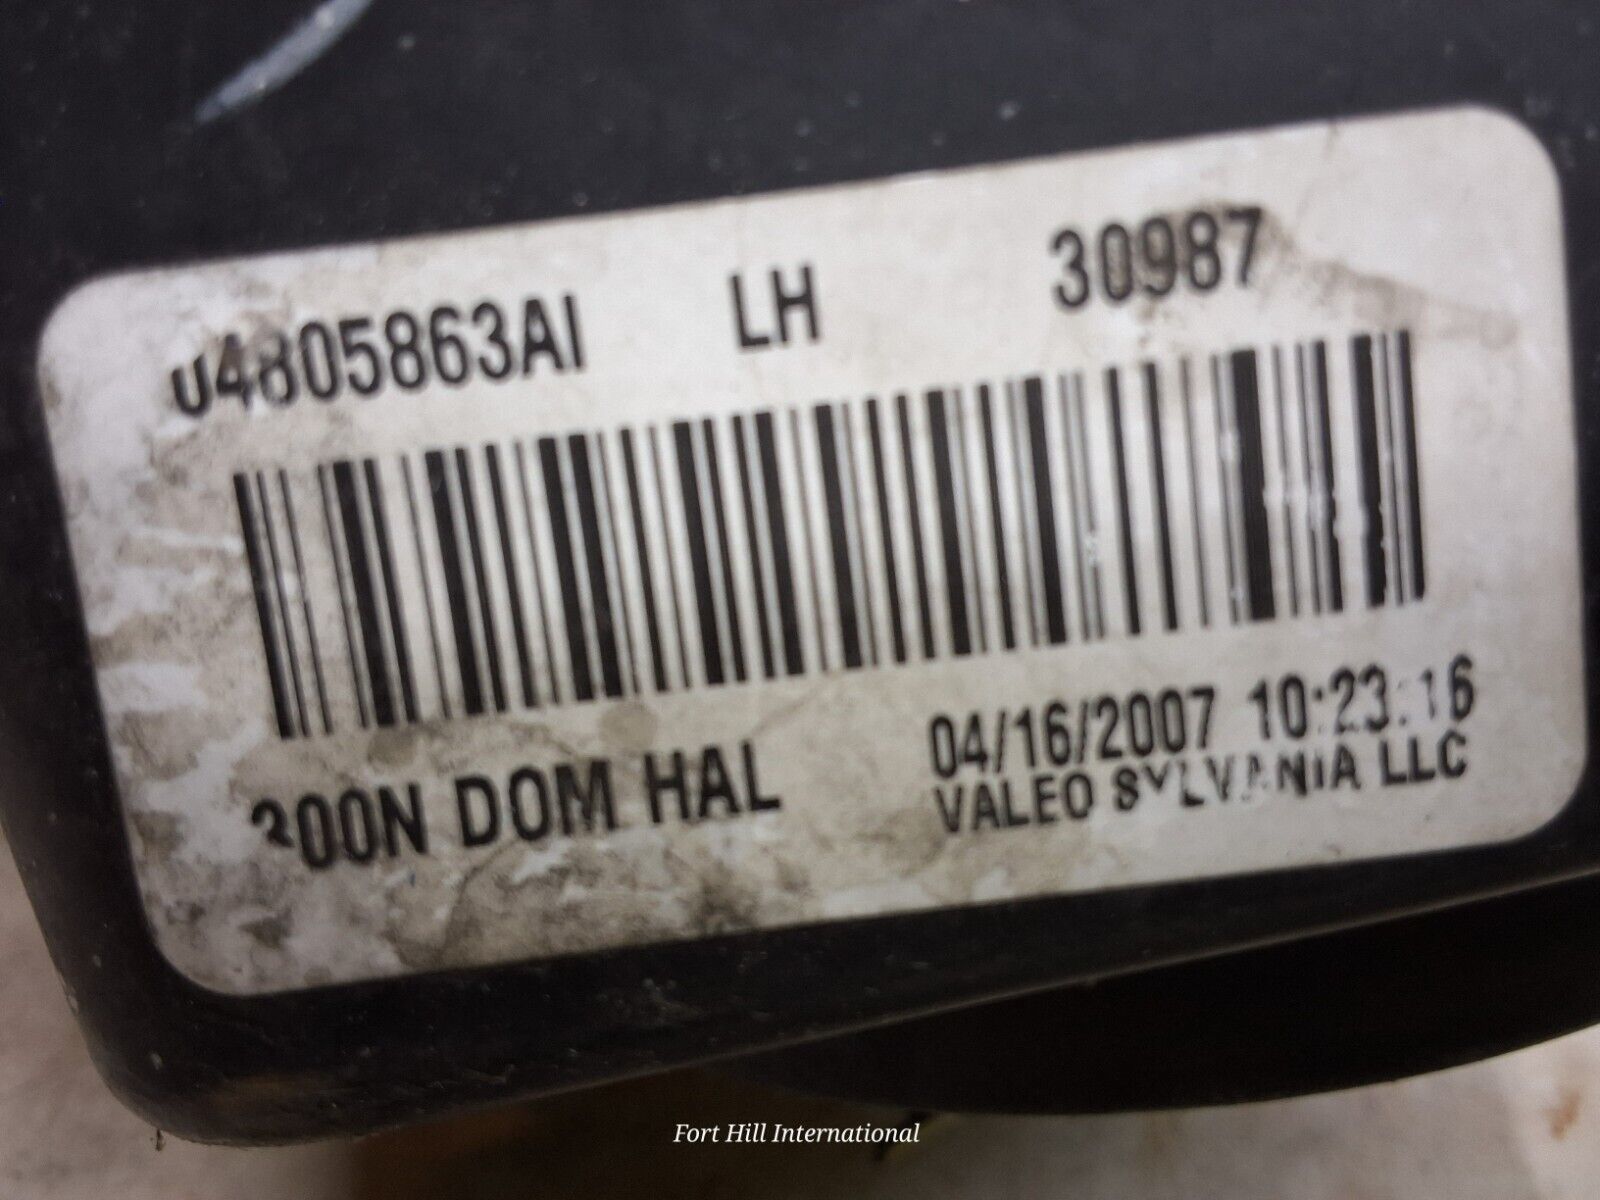 04805863AI LH 30987
300N DOM HAL
04/16/2007 10:23:16
VALEO SYLVANIA LLC
Fort Hill International